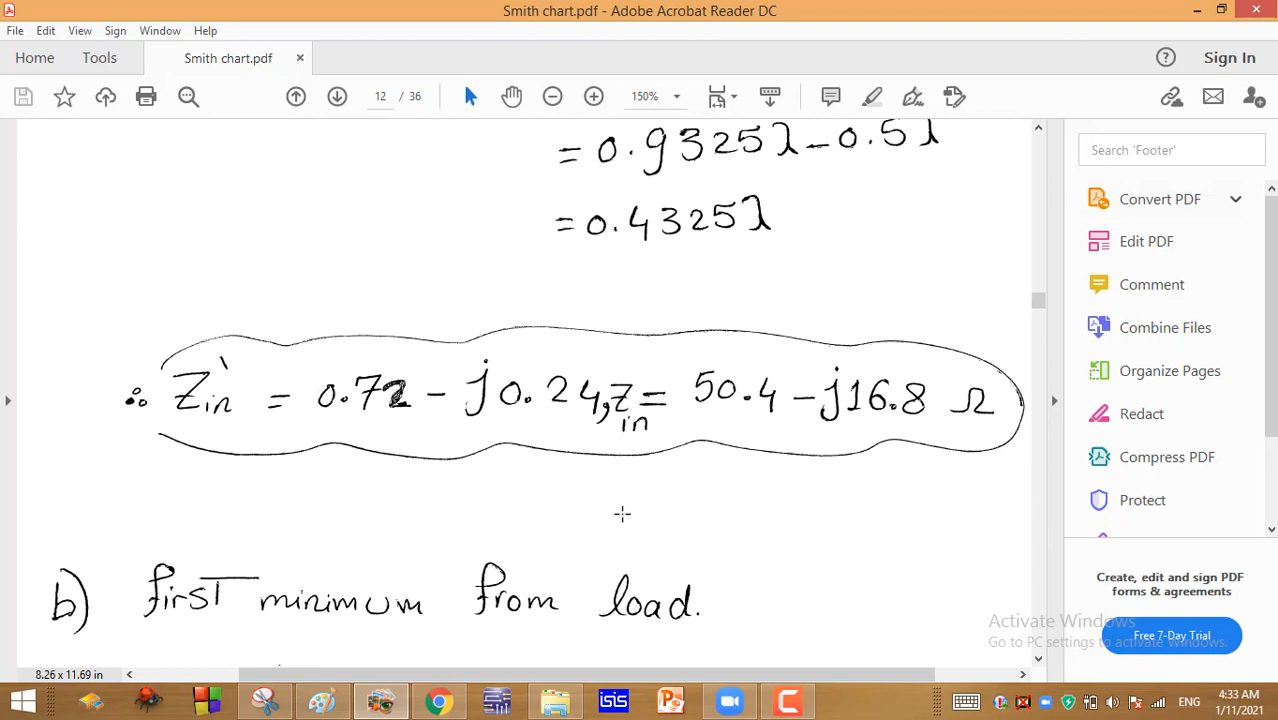 Smith chart.pdf - Adobe Acrobat Reader DC
File Edit View Sign Window Help
Home Tools Smith chart.pdf × Sign In
12 / 36 150%
= 0.9325λ - 0.5λ
= 0.4325λ
∴ Zin` = 0.72 - j0.24, Zin = 50.4 - j16.8 Ω
b) first minimum from load.
8.26 x 11.69 in
Search 'Footer'
Convert PDF
Edit PDF
Comment
Combine Files
Organize Pages
Redact
Compress PDF
Protect
Create, edit and sign PDF
forms & agreements
Free 7-Day Trial
Activate Windows
Go to PC settings to activate Windows.
isis
ENG
4:33 AM
1/11/2021